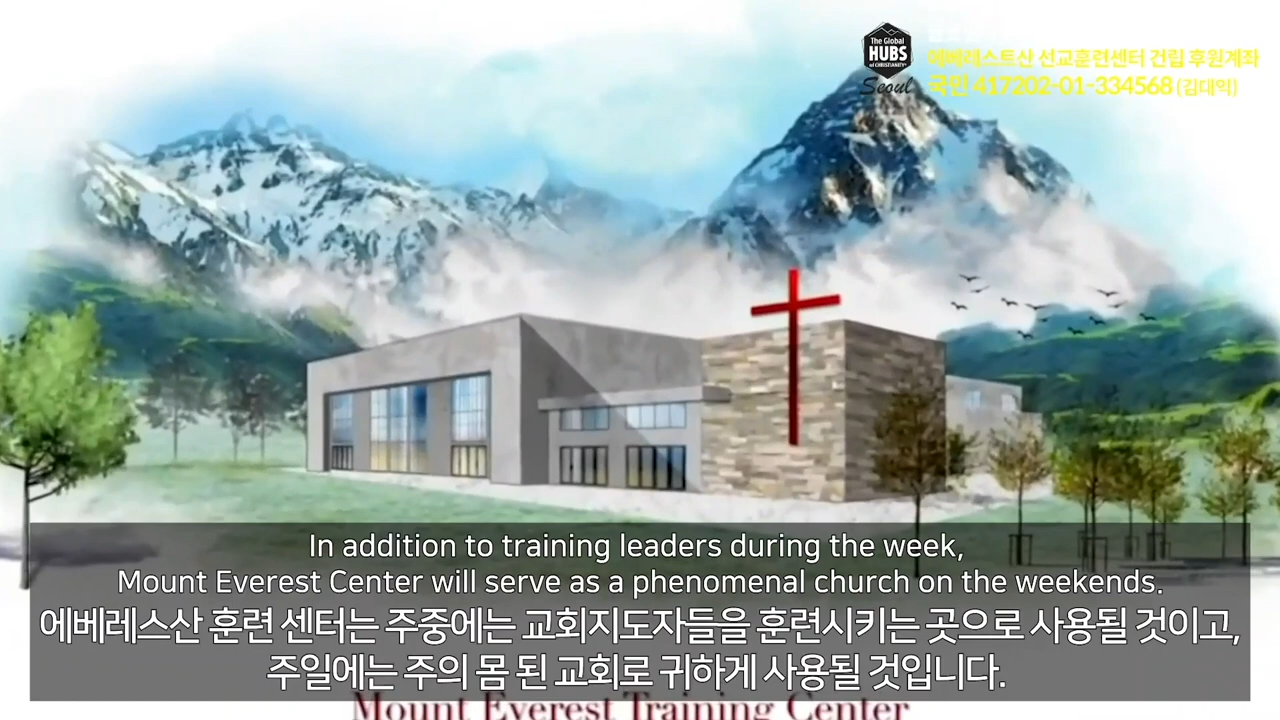 The Global
HUBS
of CHRISTIANITY
Seoul
에베레스트산 선교훈련센터 건립 후원계좌
국민 417202-01-334568 (김대억)
In addition to training leaders during the week,
Mount Everest Center will serve as a phenomenal church on the weekends.
에베레스산 훈련 센터는 주중에는 교회지도자들을 훈련시키는 곳으로 사용될 것이고,
주일에는 주의 몸 된 교회로 귀하게 사용될 것입니다.
Mount Everest Training Center